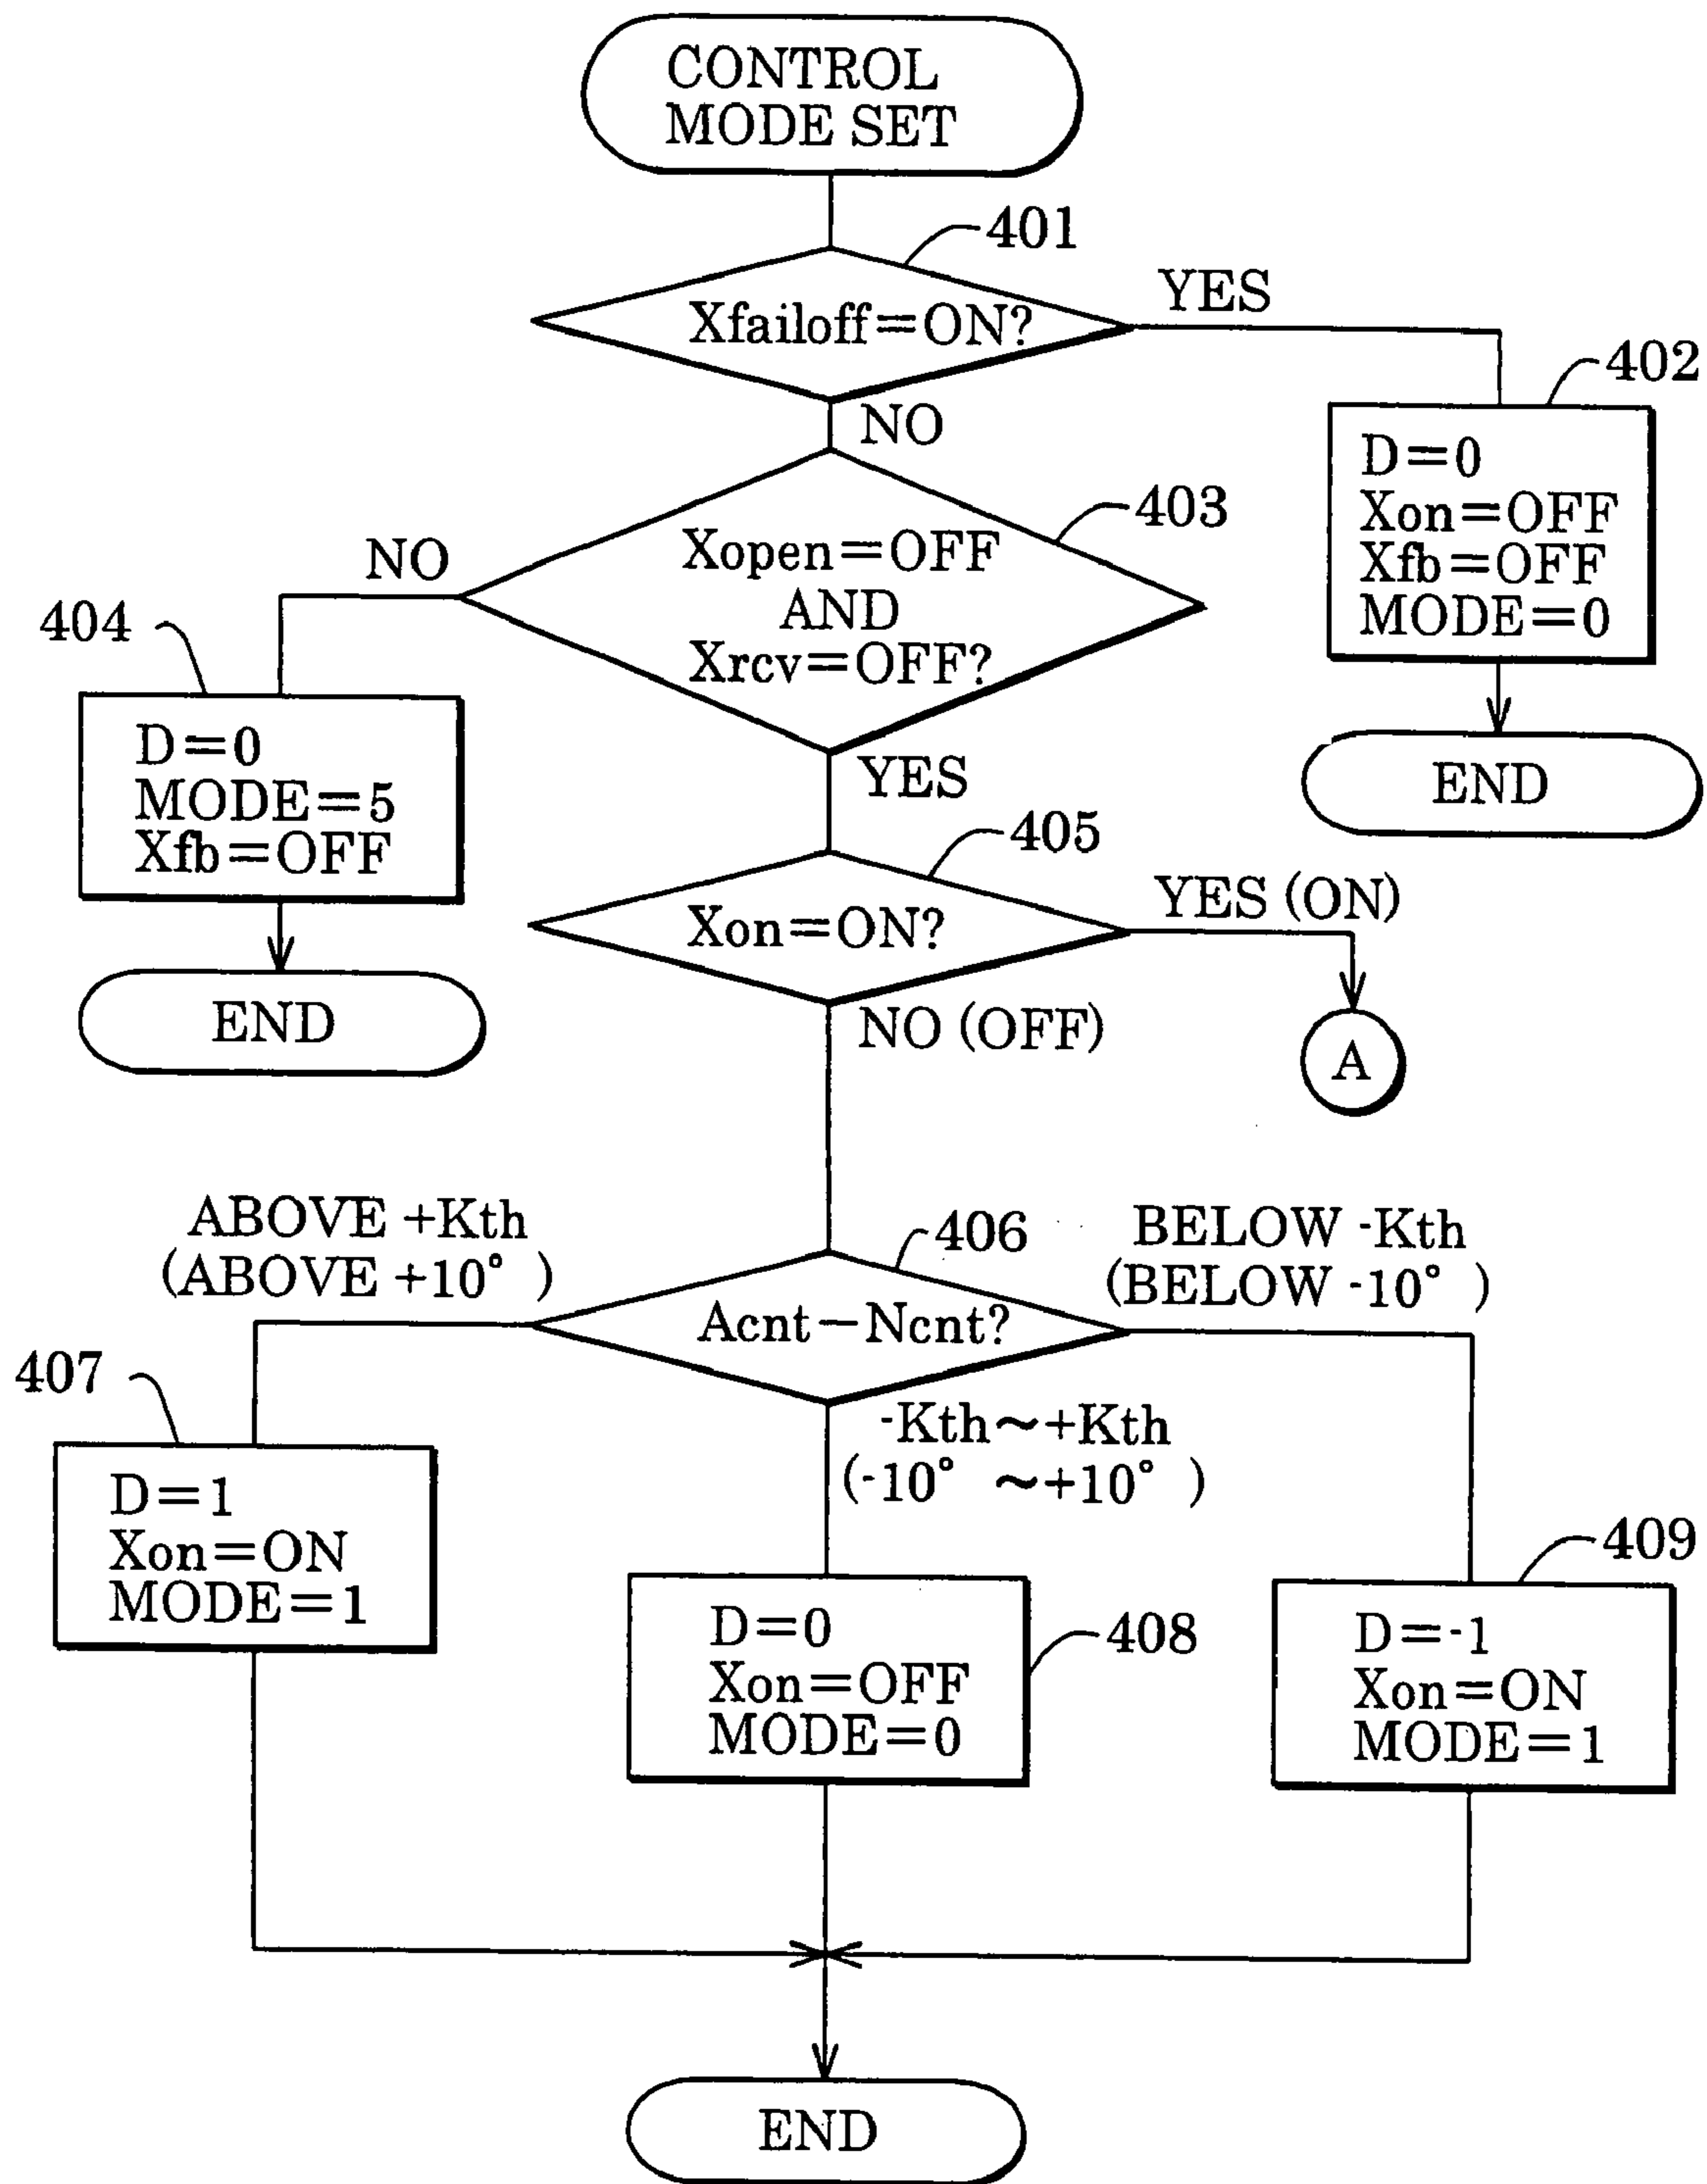 CONTROL
MODE SET
401
Xfailoff=ON?
YES
402
NO
D=0
Xon=OFF
Xfb=OFF
MODE=0
END
403
Xopen=OFF
AND
Xrcv=OFF?
NO
404
D=0
MODE=5
Xfb=OFF
END
YES
405
Xon=ON?
YES (ON)
A
NO (OFF)
406
Acnt-Ncnt?
ABOVE +Kth
(ABOVE +10° )
BELOW -Kth
(BELOW -10° )
-Kth~+Kth
(-10° ~+10° )
407
D=1
Xon=ON
MODE=1
408
D=0
Xon=OFF
MODE=0
409
D=-1
Xon=ON
MODE=1
END